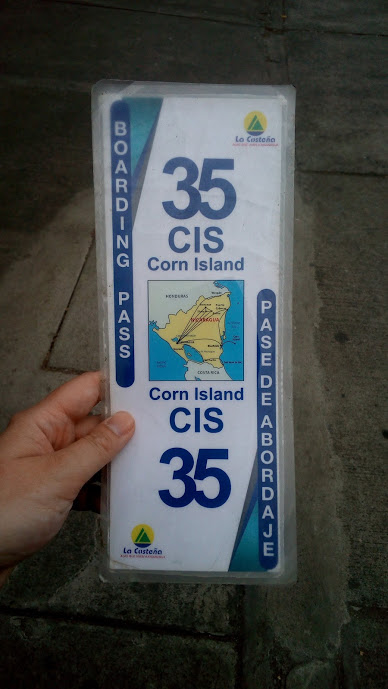 La Costeña
BOARDING PASS
35
CIS
Corn Island
HONDURAS
NICARAGUA
COSTA RICA
PASE DE ABORDAJE
Corn Island
CIS
35
La Costeña